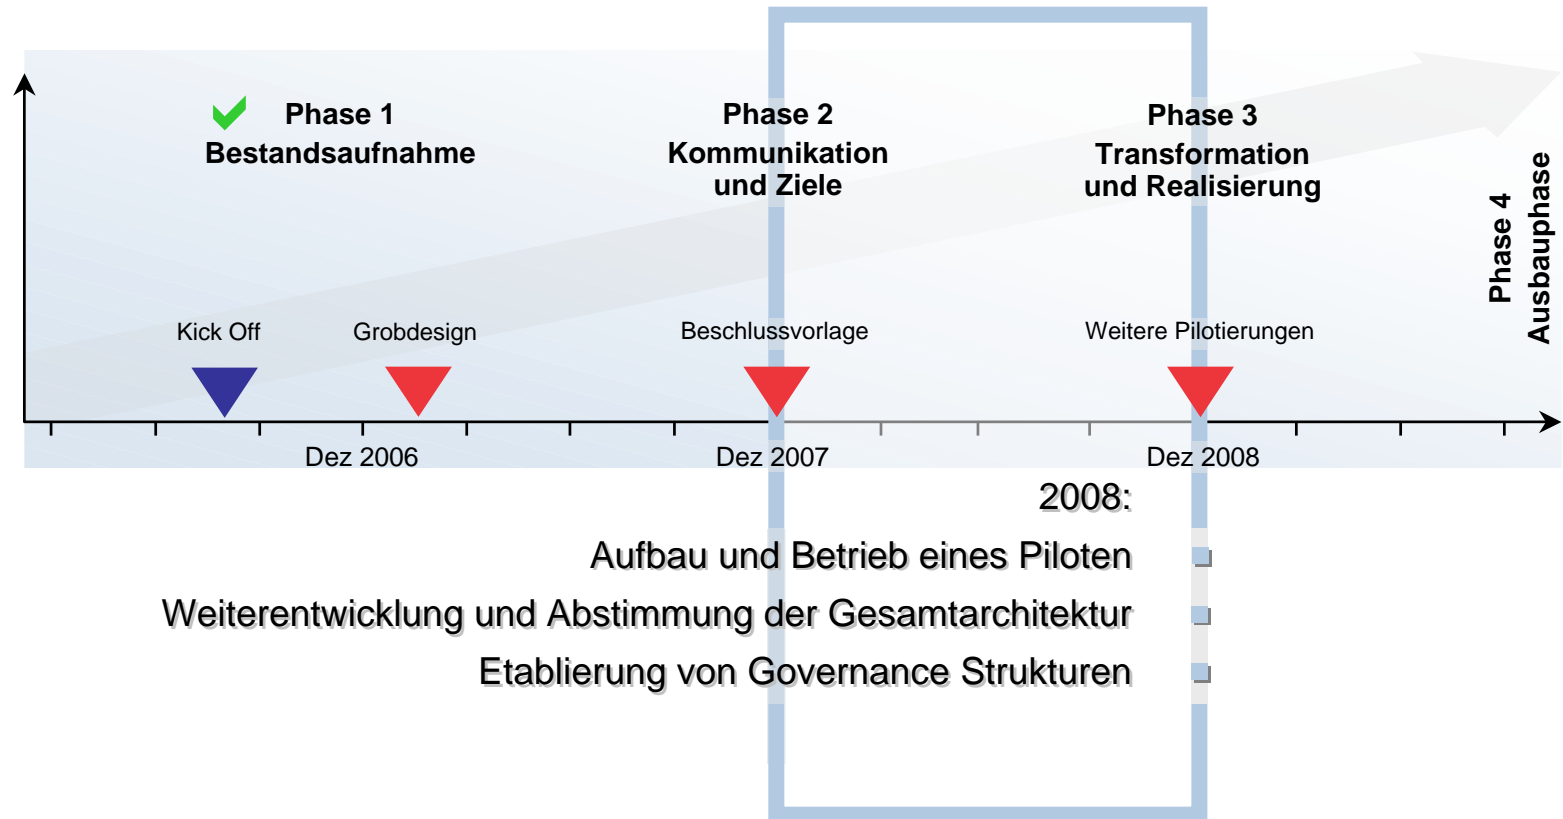 Phase 1
Bestandsaufnahme
Phase 2
Kommunikation
und Ziele
Phase 3
Transformation
und Realisierung
Phase 4
Ausbauphase
Kick Off
Grobdesign
Beschlussvorlage
Weitere Pilotierungen
Dez 2006
Dez 2007
Dez 2008
2008:
Aufbau und Betrieb eines Piloten
Weiterentwicklung und Abstimmung der Gesamtarchitektur
Etablierung von Governance Strukturen